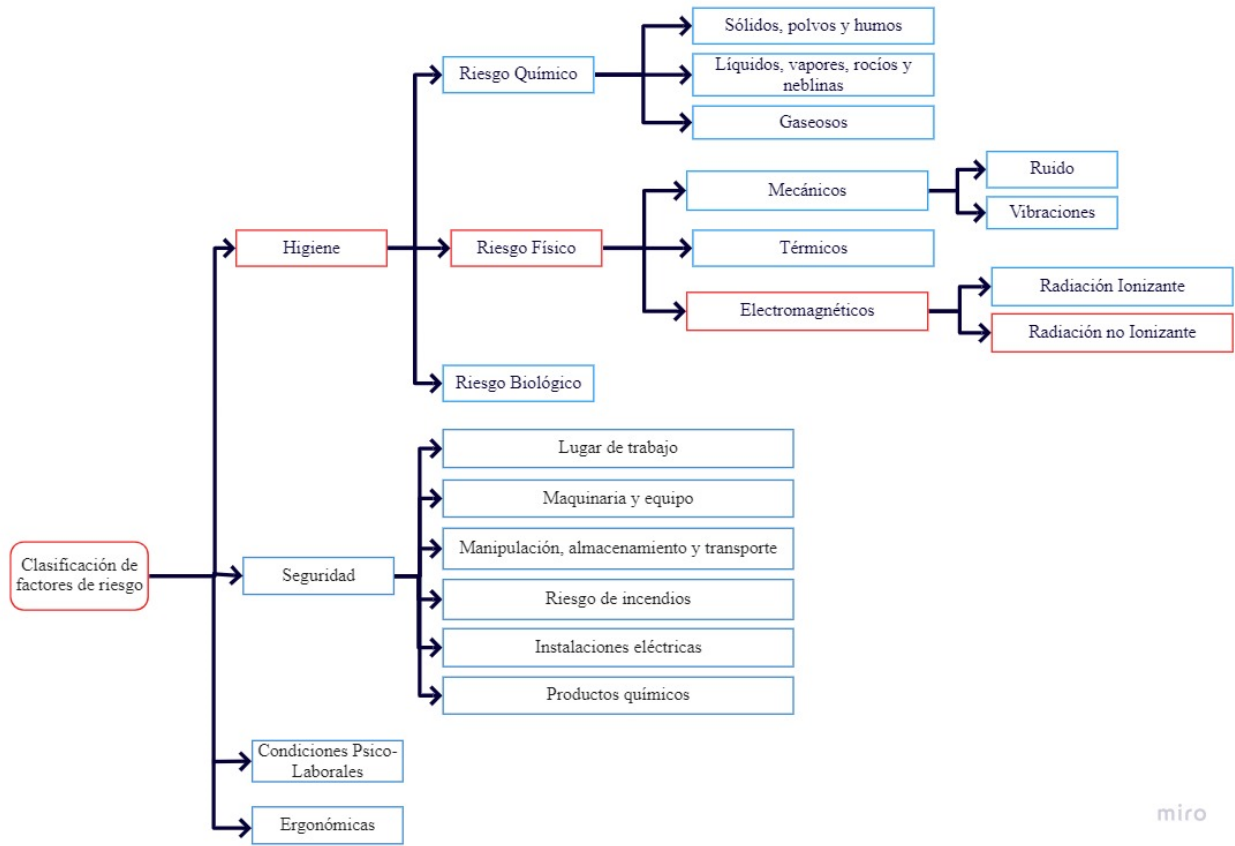 Sólidos, polvos y humos
Riesgo Químico
Líquidos, vapores, rocíos y
neblinas
Gaseosos
Mecánicos
Ruido
Vibraciones
Higiene
Riesgo Físico
Térmicos
Electromagnéticos
Radiación Ionizante
Radiación no Ionizante
Riesgo Biológico
Lugar de trabajo
Maquinaria y equipo
Manipulación, almacenamiento y transporte
Clasificación de
factores de riesgo
Seguridad
Riesgo de incendios
Instalaciones eléctricas
Productos químicos
Condiciones Psico-
Laborales
Ergonómicas
miro